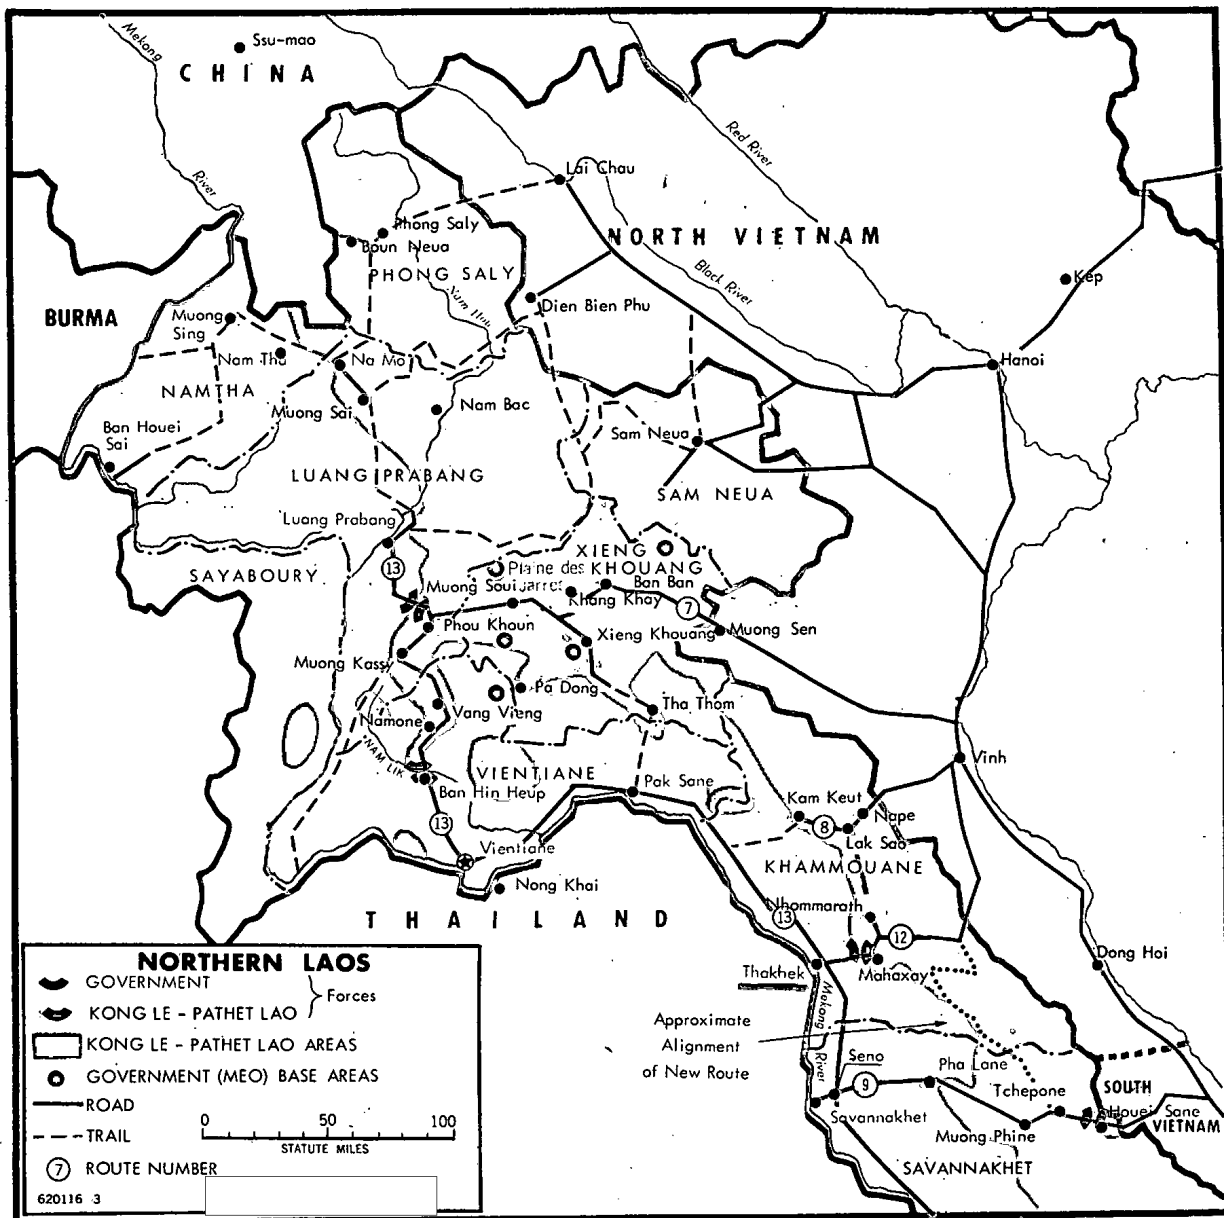 Mekong
Ssu-mao
CHINA
River
Red River
Lai Chau
Phong Saly
Boun Neua
PHONG SALY
NORTH VIETNAM
Black River
Kep
Nam Hou
BURMA
Muong
Sing
Dien Bien Phu
Nam Tha
Na Mo
Hanoi
NAMTHA
Muong Sai
Nam Bac
Ban Houei
Sai
Sam Neua
LUANG PRABANG
SAM NEUA
Luang Prabang
XIENG
KHOUANG
SAYABOURY
13
Plaine des
Jarres
Muong Soui
Ban Ban
Khang Khay
7
Phou Khoun
Xieng Khouang
Muong Sen
Muong Kassy
Pa Dong
Tha Thom
Vang Vieng
Namone
NAM LIK
VIENTIANE
Vinh
Ban Hin Heup
Pak Sane
Kam Keut
Nape
13
8
Lak Sao
Vientiane
KHAMMOUANE
Nong Khai
THAILAND
Nhommarath
13
12
Dong Hoi
Thakhek
Mahaxay
Mekong
River
Approximate
Alignment
of New Route
Seno
Pha Lane
9
Tchepone
SOUTH
VIETNAM
Savannakhet
Houei Sane
Muong Phine
SAVANNAKHET
NORTHERN LAOS
GOVERNMENT
KONG LE - PATHET LAO
Forces
KONG LE - PATHET LAO AREAS
GOVERNMENT (MEO) BASE AREAS
ROAD
TRAIL
0 50 100
STATUTE MILES
7 ROUTE NUMBER
620116 3